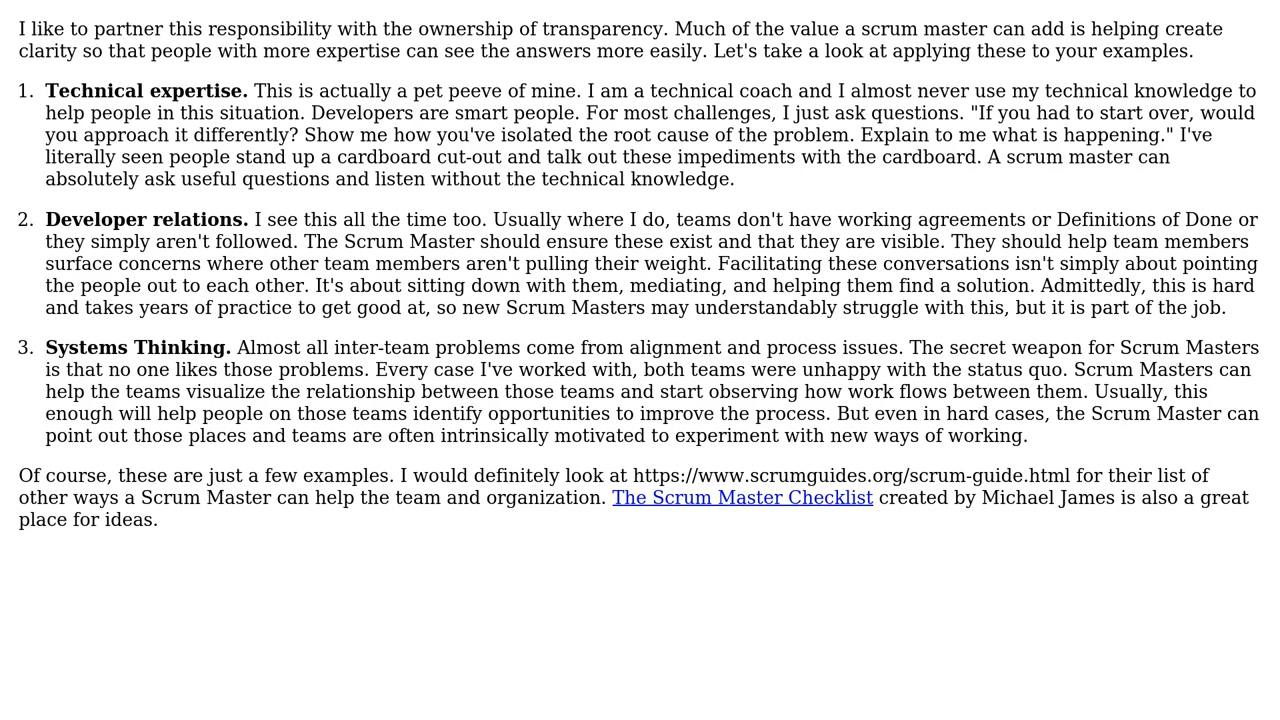 I like to partner this responsibility with the ownership of transparency. Much of the value a scrum master can add is helping create
clarity so that people with more expertise can see the answers more easily. Let's take a look at applying these to your examples.
1. Technical expertise. This is actually a pet peeve of mine. I am a technical coach and I almost never use my technical knowledge to
help people in this situation. Developers are smart people. For most challenges, I just ask questions. "If you had to start over, would
you approach it differently? Show me how you've isolated the root cause of the problem. Explain to me what is happening." I've
literally seen people stand up a cardboard cut-out and talk out these impediments with the cardboard. A scrum master can
absolutely ask useful questions and listen without the technical knowledge.
2. Developer relations. I see this all the time too. Usually where I do, teams don't have working agreements or Definitions of Done or
they simply aren't followed. The Scrum Master should ensure these exist and that they are visible. They should help team members
surface concerns where other team members aren't pulling their weight. Facilitating these conversations isn't simply about pointing
the people out to each other. It's about sitting down with them, mediating, and helping them find a solution. Admittedly, this is hard
and takes years of practice to get good at, so new Scrum Masters may understandably struggle with this, but it is part of the job.
3. Systems Thinking. Almost all inter-team problems come from alignment and process issues. The secret weapon for Scrum Masters
is that no one likes those problems. Every case I've worked with, both teams were unhappy with the status quo. Scrum Masters can
help the teams visualize the relationship between those teams and start observing how work flows between them. Usually, this
enough will help people on those teams identify opportunities to improve the process. But even in hard cases, the Scrum Master can
point out those places and teams are often intrinsically motivated to experiment with new ways of working.
Of course, these are just a few examples. I would definitely look at https://www.scrumguides.org/scrum-guide.html for their list of
other ways a Scrum Master can help the team and organization. The Scrum Master Checklist created by Michael James is also a great
place for ideas.